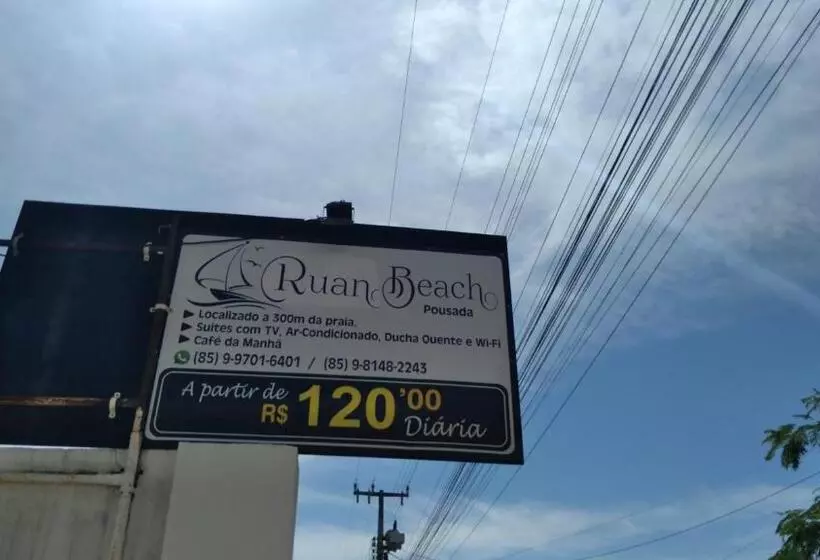 Ruan Beach
Pousada
Localizado a 300m da praia.
Suítes com TV, Ar-Condicionado, Ducha Quente e Wi-Fi
Café da Manhã
(85) 9-9701-6401 / (85) 9-8148-2243
A partir de
R$ 120'00
Diária